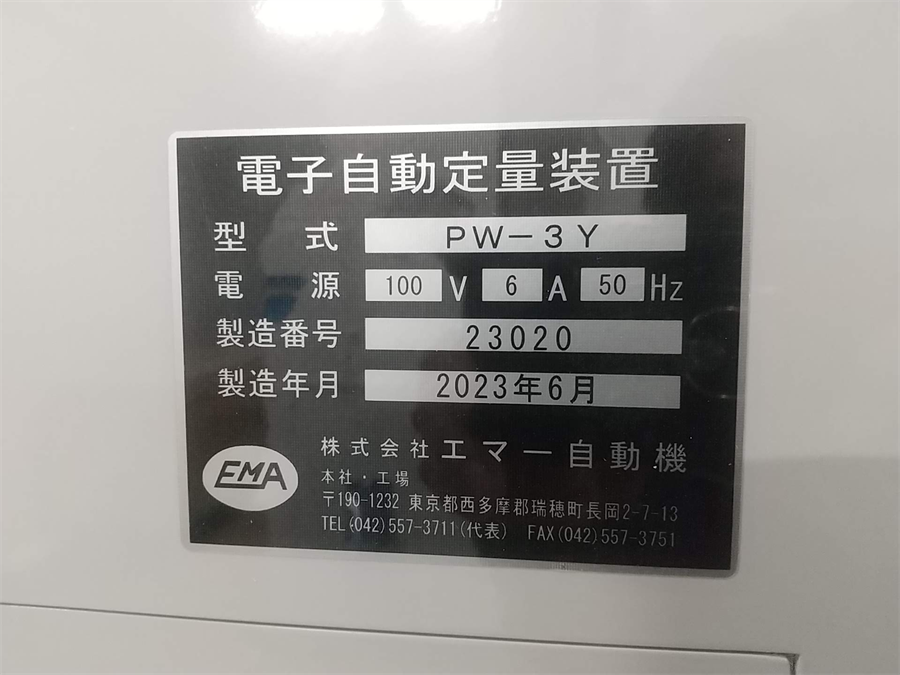 電子自動定量装置
型 式 PW-3Y
電 源 100 V 6 A 50 Hz
製造番号 23020
製造年月 2023年6月
EMA
株式会社エマー自動機
本社・工場
〒190-1232 東京都西多摩郡瑞穂町長岡2-7-13
TEL(042)557-3711(代表) FAX(042)557-3751